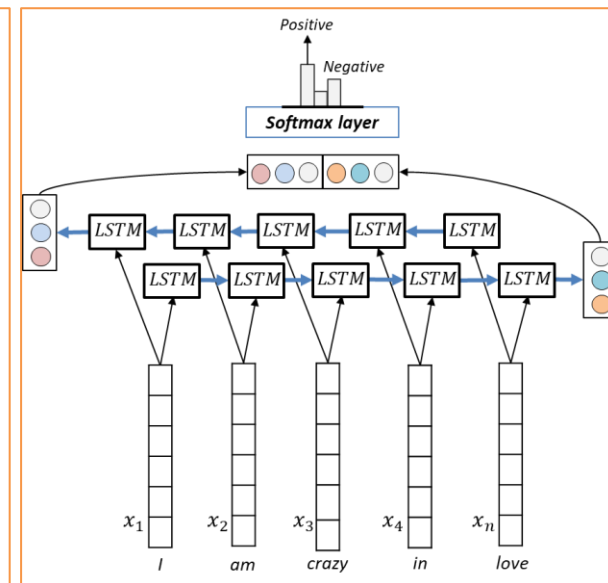 Positive
Negative
Softmax layer
LSTM LSTM LSTM LSTM LSTM
LSTM LSTM LSTM LSTM LSTM
x₁ x₂ x₃ x₄ xₙ
I am crazy in love